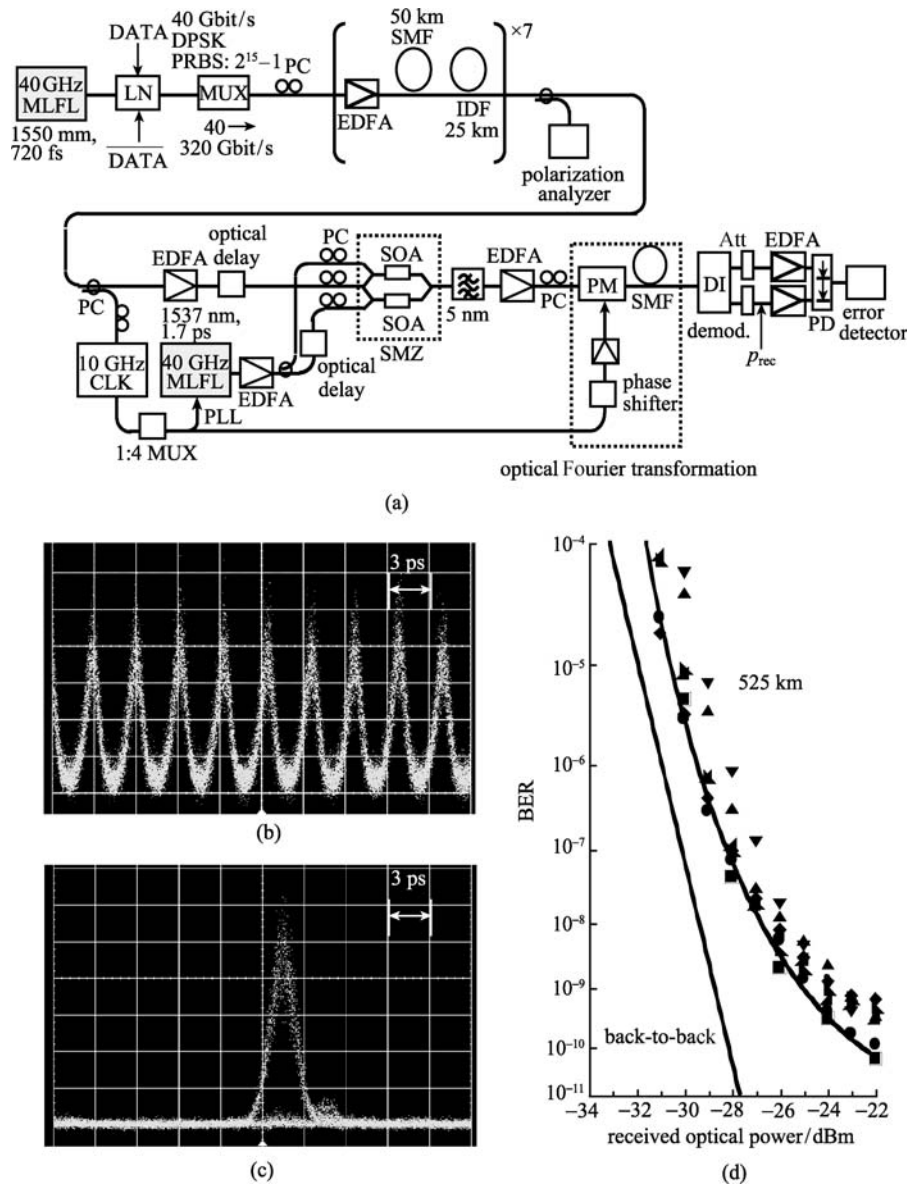 DATA
40 Gbit/s
DPSK
PRBS: 2¹⁵−1
PC
50 km
SMF
×7
40 GHz
MLFL
LN
MUX
EDFA
IDF
25 km
1550 mm,
720 fs
DATA
40 →
320 Gbit/s
polarization
analyzer
PC
EDFA
optical
delay
PC
SOA
SOA
SMZ
5 nm
EDFA
PC
PM
SMF
DI
demod.
Att
EDFA
PD
error
detector
Prec
1537 nm,
1.7 ps
10 GHz
CLK
40 GHz
MLFL
EDFA
optical
delay
PLL
1:4 MUX
phase
shifter
optical Fourier transformation
(a)
3 ps
(b)
3 ps
(c)
10⁻⁴
10⁻⁵
10⁻⁶
10⁻⁷
10⁻⁸
10⁻⁹
10⁻¹⁰
10⁻¹¹
BER
525 km
back-to-back
−34 −32 −30 −28 −26 −24 −22
received optical power/dBm
(d)